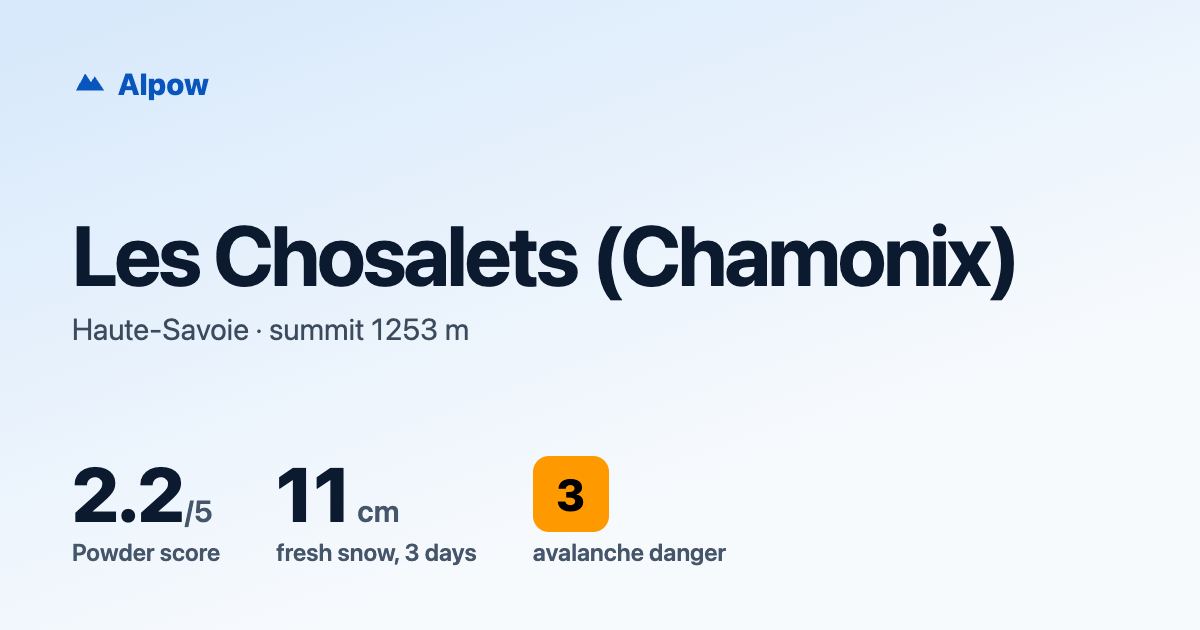 Alpow
Les Chosalets (Chamonix)
Haute-Savoie · summit 1253 m
2.2/5
Powder score
11 cm
fresh snow, 3 days
3
avalanche danger